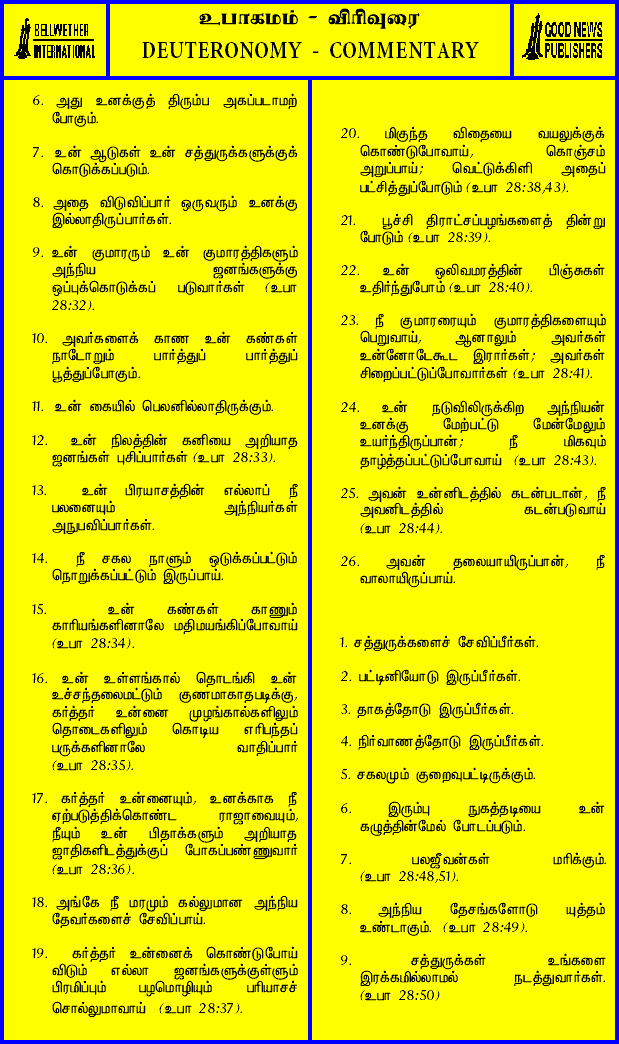 BELLWETHER
INTERNATIONAL
உபாகமம் - விரிவுரை
DEUTERONOMY - COMMENTARY
GOOD NEWS
PUBLISHERS
6. அது உனக்குத் திரும்ப அகப்படாமற்
போகும்.
7. உன் ஆடுகள் உன் சத்துருக்களுக்குக்
கொடுக்கப்படும்.
8. அதை விடுவிப்பார் ஒருவரும் உனக்கு
இல்லாதிருப்பார்கள்.
9. உன் குமாரரும் உன் குமாரத்திகளும்
அந்நிய ஜனங்களுக்கு
ஒப்புக்கொடுக்கப் படுவார்கள் (உபா
28:32).
10. அவர்களைக் காண உன் கண்கள்
நாடோறும் பார்த்துப் பார்த்துப்
பூத்துப்போகும்.
11. உன் கையில் பெலனில்லாதிருக்கும்.
12. உன் நிலத்தின் கனியை அறியாத
ஜனங்கள் புசிப்பார்கள் (உபா 28:33).
13. உன் பிரயாசத்தின் எல்லாப் நீ
பலனையும் அந்நியர்கள்
அநுபவிப்பார்கள்.
14. நீ சகல நாளும் ஒடுக்கப்பட்டும்
நொறுக்கப்பட்டும் இருப்பாய்.
15. உன் கண்கள் காணும்
காரியங்களினாலே மதிமயங்கிப்போவாய்
(உபா 28:34).
16. உன் உள்ளங்கால் தொடங்கி உன்
உச்சந்தலைமட்டும் குணமாகாதபடிக்கு,
கர்த்தர் உன்னை முழங்கால்களிலும்
தொடைகளிலும் கொடிய எரிபந்தப்
பருக்களினாலே வாதிப்பார்
(உபா 28:35).
17. கர்த்தர் உன்னையும், உனக்காக நீ
ஏற்படுத்திக்கொண்ட ராஜாவையும்,
நீயும் உன் பிதாக்களும் அறியாத
ஜாதிகளிடத்துக்குப் போகப்பண்ணுவார்
(உபா 28:36).
18. அங்கே நீ மரமும் கல்லுமான அந்நிய
தேவர்களைச் சேவிப்பாய்.
19. கர்த்தர் உன்னைக் கொண்டுபோய்
விடும் எல்லா ஜனங்களுக்குள்ளும்
பிரமிப்பும் பழமொழியும் பரியாசச்
சொல்லுமாவாய் (உபா 28:37).
20. மிகுந்த விதையை வயலுக்குக்
கொண்டுபோவாய், கொஞ்சம்
அறுப்பாய்; வெட்டுக்கிளி அதைப்
பட்சித்துப்போடும் (உபா 28:38,43).
21. பூச்சி திராட்சப்பழங்களைத் தின்று
போடும் (உபா 28:39).
22. உன் ஒலிவமரத்தின் பிஞ்சுகள்
உதிர்ந்துபோம் (உபா 28:40).
23. நீ குமாரரையும் குமாரத்திகளையும்
பெறுவாய், ஆனாலும் அவர்கள்
உன்னோடேகூட இரார்கள்; அவர்கள்
சிறைப்பட்டுப்போவார்கள் (உபா 28:41).
24. உன் நடுவிலிருக்கிற அந்நியன்
உனக்கு மேற்பட்டு மேன்மேலும்
உயர்ந்திருப்பான்; நீ மிகவும்
தாழ்த்தப்பட்டுப்போவாய் (உபா 28:43).
25. அவன் உன்னிடத்தில் கடன்படான், நீ
அவனிடத்தில் கடன்படுவாய்
(உபா 28:44).
26. அவன் தலையாயிருப்பான், நீ
வாலாயிருப்பாய்.
1. சத்துருக்களைச் சேவிப்பீர்கள்.
2. பட்டினியோடு இருப்பீர்கள்.
3. தாகத்தோடு இருப்பீர்கள்.
4. நிர்வாணத்தோடு இருப்பீர்கள்.
5. சகலமும் குறைவுபட்டிருக்கும்.
6. இரும்பு நுகத்தடியை உன்
கழுத்தின்மேல் போடப்படும்.
7. பலஜீவன்கள் மரிக்கும்.
(உபா 28:48,51).
8. அந்நிய தேசங்களோடு யுத்தம்
உண்டாகும். (உபா 28:49).
9. சத்துருக்கள் உங்களை
இரக்கமில்லாமல் நடத்துவார்கள்.
(உபா 28:50)